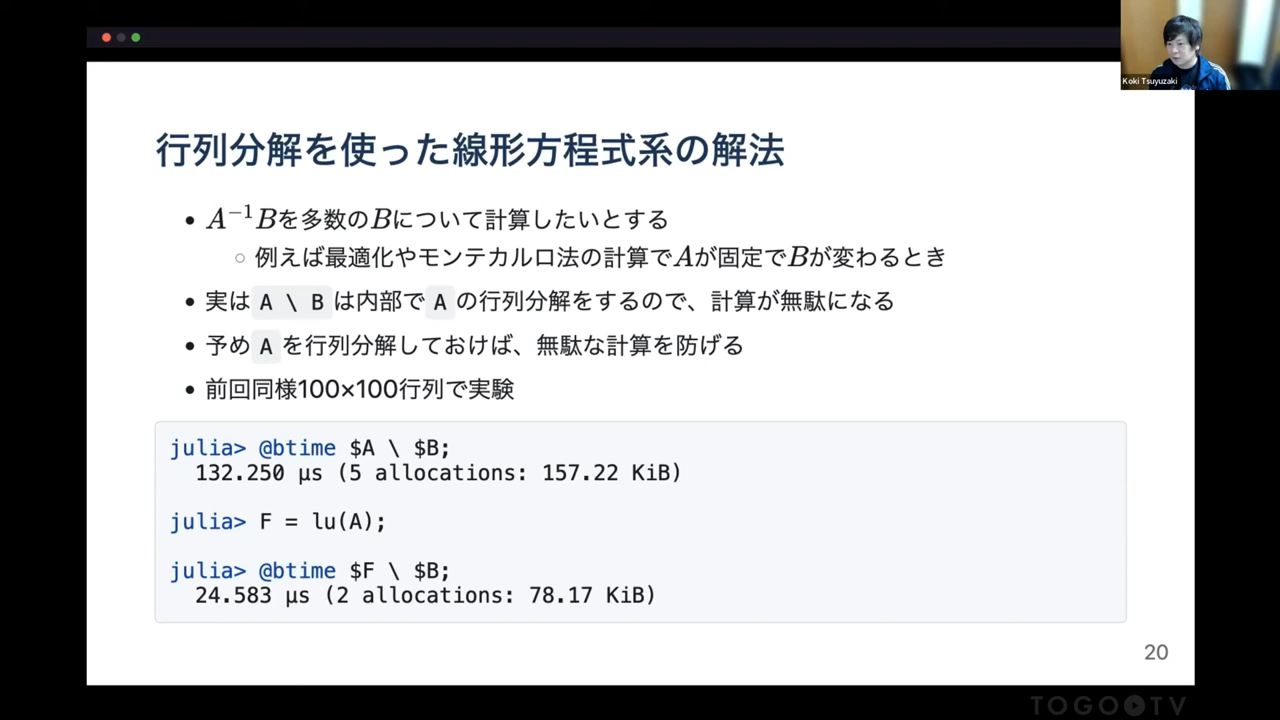 Koki Tsuyuzaki
行列分解を使った線形方程式系の解法
• A⁻¹Bを多数のBについて計算したいとする
○ 例えば最適化やモンテカルロ法の計算でAが固定でBが変わるとき
• 実は A \ B は内部で A の行列分解をするので、計算が無駄になる
• 予め A を行列分解しておけば、無駄な計算を防げる
• 前回同様100×100行列で実験
julia> @btime $A \ $B;
132.250 μs (5 allocations: 157.22 KiB)
julia> F = lu(A);
julia> @btime $F \ $B;
24.583 μs (2 allocations: 78.17 KiB)
20
TOGO TV